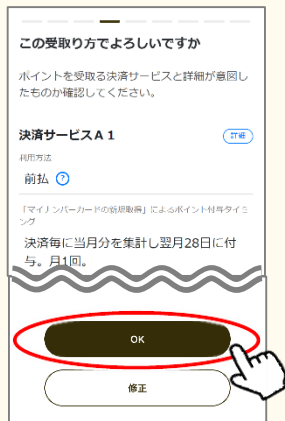 この受取り方でよろしいですか
ポイントを受取る決済サービスと詳細が意図し
たものか確認してください。
決済サービスA1
詳細
利用方法
前払 ?
「マイナンバーカードの新規取得」によるポイント付与タイミ
ング
決済毎に当月分を集計し翌月28日に付
与。月1回。
OK
修正